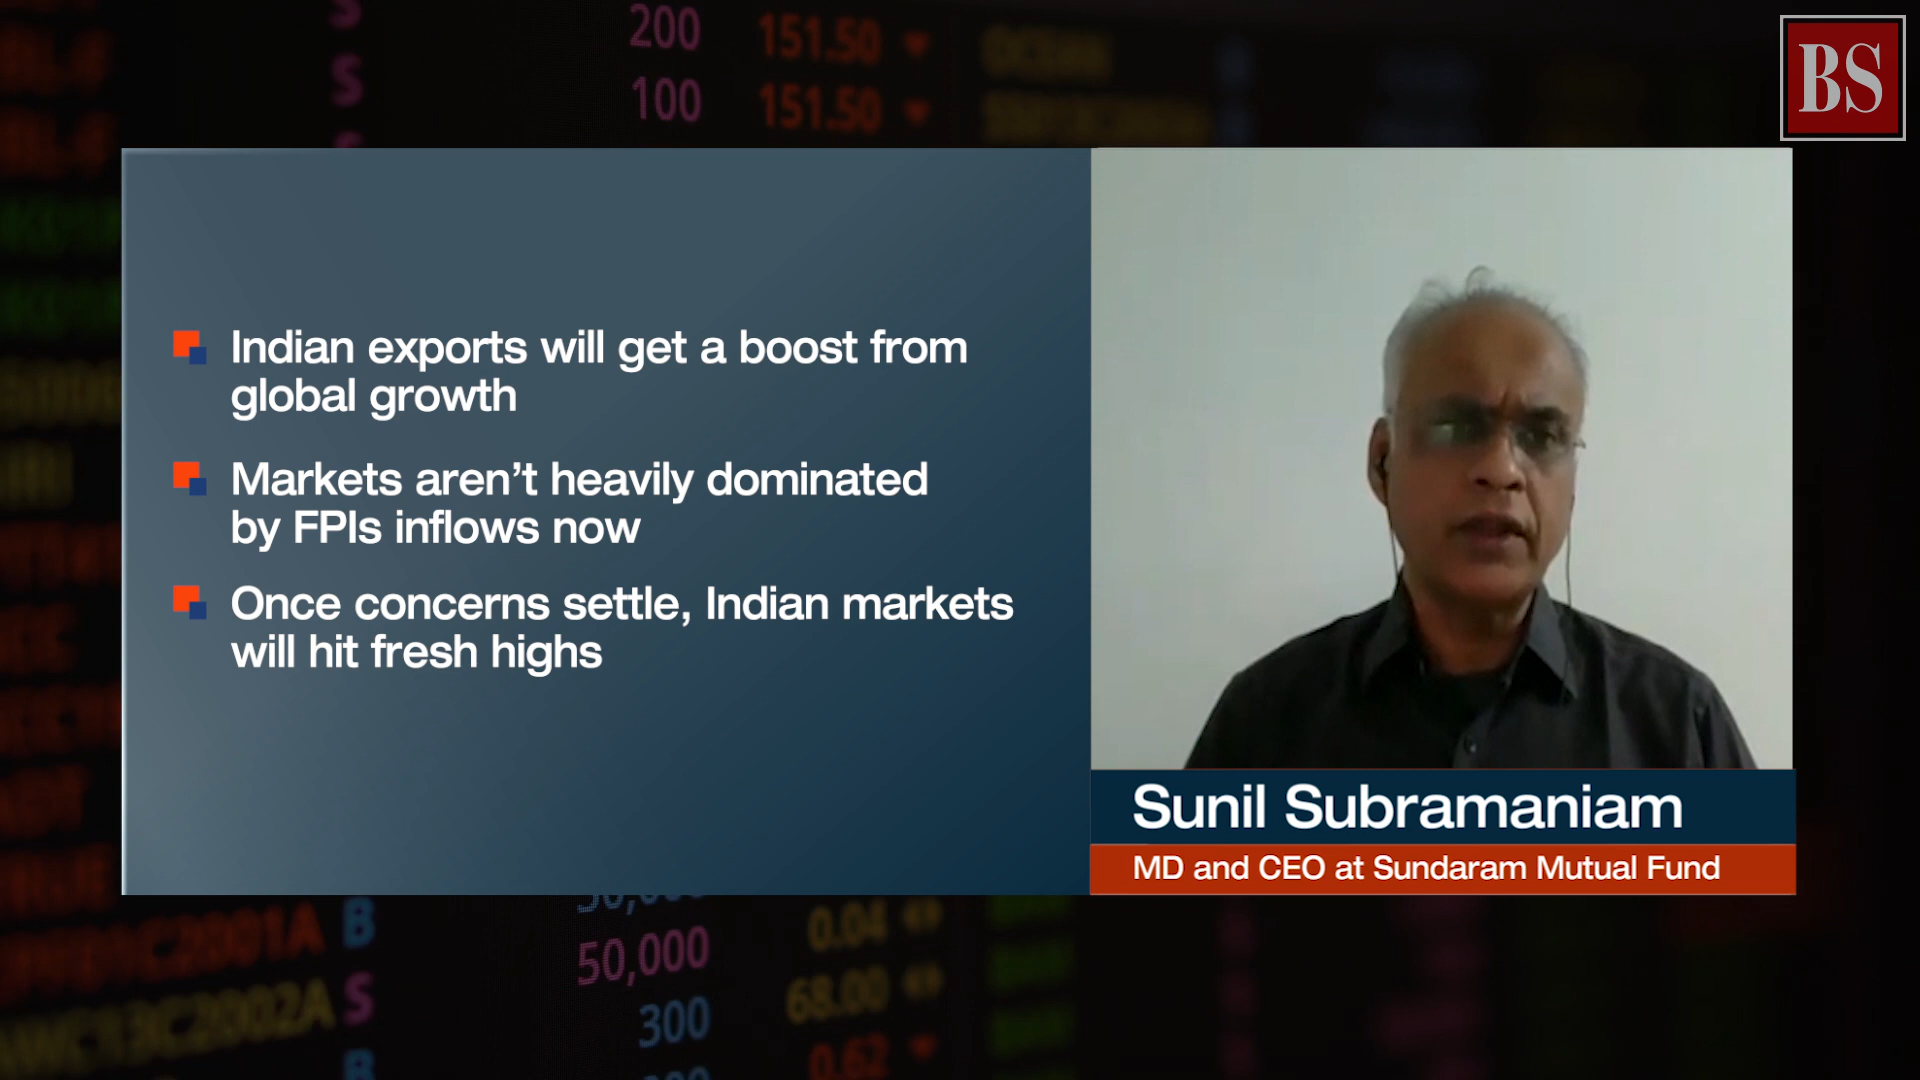 200 151.50
S 100 151.50
BS
Indian exports will get a boost from
global growth
Markets aren't heavily dominated
by FPIs inflows now
Once concerns settle, Indian markets
will hit fresh highs
Sunil Subramaniam
MD and CEO at Sundaram Mutual Fund
B 0.04
S 50,000 68.00
300 0.62
B